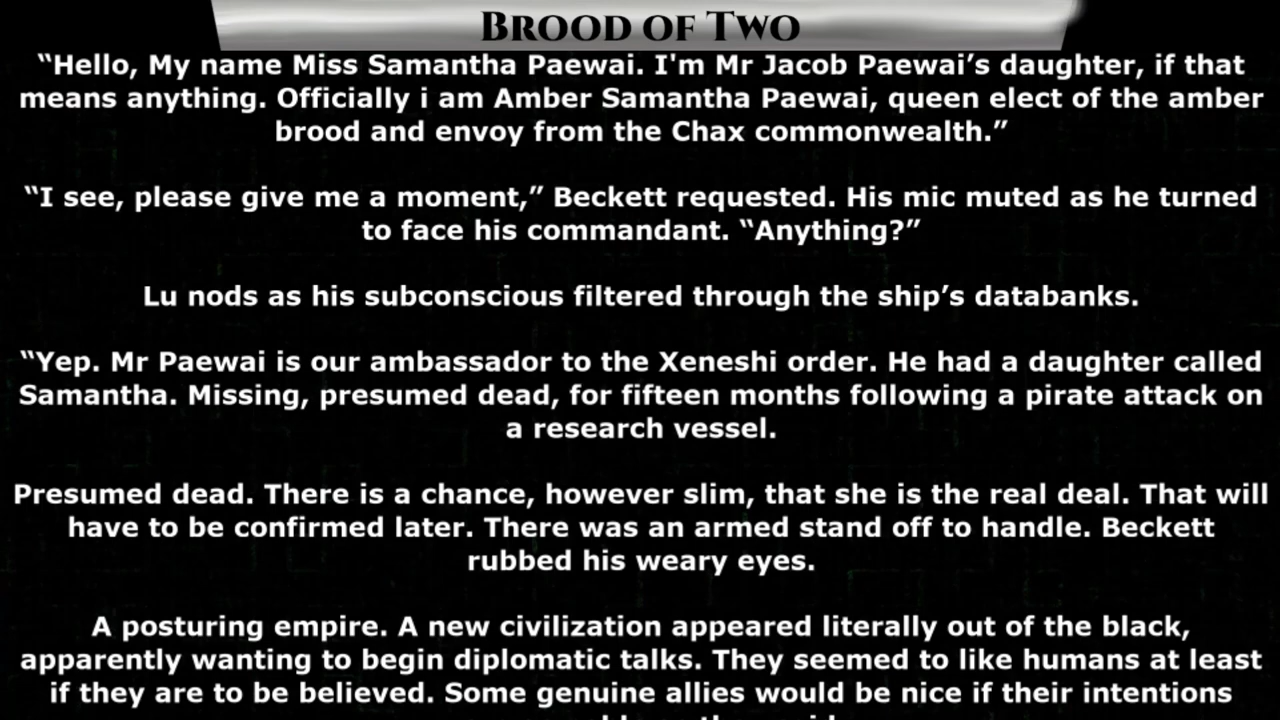 Brood of Two
“Hello, My name Miss Samantha Paewai. I'm Mr Jacob Paewai’s daughter, if that
means anything. Officially i am Amber Samantha Paewai, queen elect of the amber
brood and envoy from the Chax commonwealth.”
“I see, please give me a moment,” Beckett requested. His mic muted as he turned
to face his commandant. “Anything?”
Lu nods as his subconscious filtered through the ship’s databanks.
“Yep. Mr Paewai is our ambassador to the Xeneshi order. He had a daughter called
Samantha. Missing, presumed dead, for fifteen months following a pirate attack on
a research vessel.
Presumed dead. There is a chance, however slim, that she is the real deal. That will
have to be confirmed later. There was an armed stand off to handle. Beckett
rubbed his weary eyes.
A posturing empire. A new civilization appeared literally out of the black,
apparently wanting to begin diplomatic talks. They seemed to like humans at least
if they are to be believed. Some genuine allies would be nice if their intentions